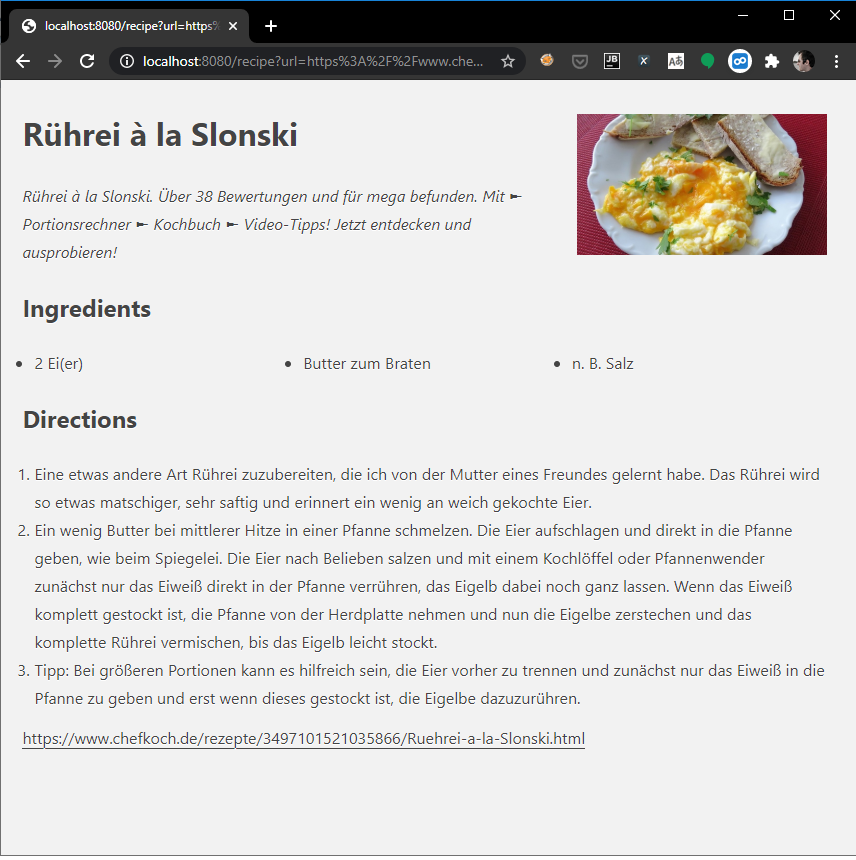 localhost:8080/recipe?url=https%
localhost:8080/recipe?url=https%3A%2F%2Fwww.che...
JB
x
Aあ
Rührei à la Slonski
Rührei à la Slonski. Über 38 Bewertungen und für mega befunden. Mit ►
Portionsrechner ► Kochbuch ► Video-Tipps! Jetzt entdecken und
ausprobieren!
Ingredients
• 2 Ei(er)
• Butter zum Braten
• n. B. Salz
Directions
1. Eine etwas andere Art Rührei zuzubereiten, die ich von der Mutter eines Freundes gelernt habe. Das Rührei wird
so etwas matschiger, sehr saftig und erinnert ein wenig an weich gekochte Eier.
2. Ein wenig Butter bei mittlerer Hitze in einer Pfanne schmelzen. Die Eier aufschlagen und direkt in die Pfanne
geben, wie beim Spiegelei. Die Eier nach Belieben salzen und mit einem Kochlöffel oder Pfannenwender
zunächst nur das Eiweiß direkt in der Pfanne verrühren, das Eigelb dabei noch ganz lassen. Wenn das Eiweiß
komplett gestockt ist, die Pfanne von der Herdplatte nehmen und nun die Eigelbe zerstechen und das
komplette Rührei vermischen, bis das Eigelb leicht stockt.
3. Tipp: Bei größeren Portionen kann es hilfreich sein, die Eier vorher zu trennen und zunächst nur das Eiweiß in die
Pfanne zu geben und erst wenn dieses gestockt ist, die Eigelbe dazuzurühren.
https://www.chefkoch.de/rezepte/3497101521035866/Ruehrei-a-la-Slonski.html